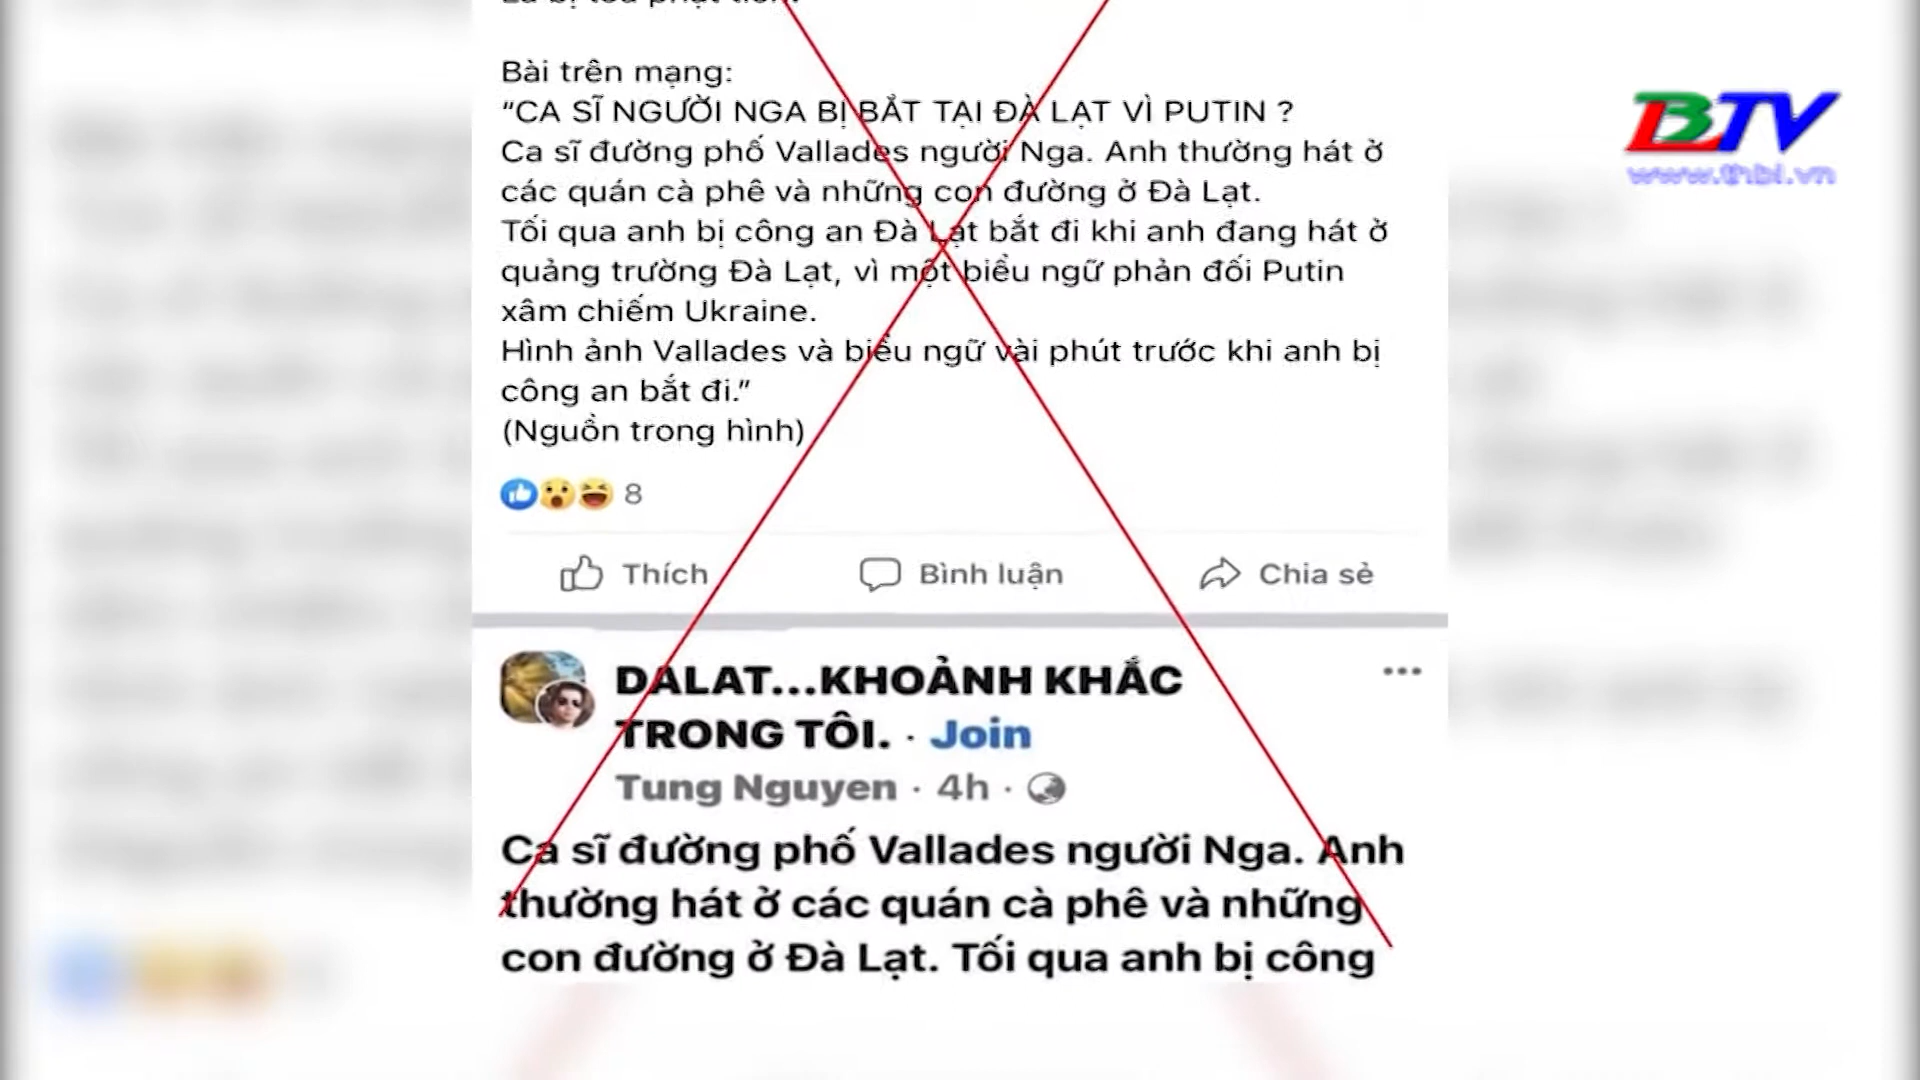 Bài trên mạng:
“CA SĨ NGƯỜI NGA BỊ BẮT TẠI ĐÀ LẠT VÌ PUTIN ?
Ca sĩ đường phố Vallades người Nga. Anh thường hát ở
các quán cà phê và những con đường ở Đà Lạt.
Tối qua anh bị công an Đà Lạt bắt đi khi anh đang hát ở
quảng trường Đà Lạt, vì một biểu ngữ phản đối Putin
xâm chiếm Ukraine.
Hình ảnh Vallades và biểu ngữ vài phút trước khi anh bị
công an bắt đi.”
(Nguồn trong hình)
8
Thích Bình luận Chia sẻ
DALAT...KHOẢNH KHẮC
TRONG TÔI. · Join
Tung Nguyen · 4h ·
Ca sĩ đường phố Vallades người Nga. Anh
thường hát ở các quán cà phê và những
con đường ở Đà Lạt. Tối qua anh bị công
BTV
www.thbl.vn